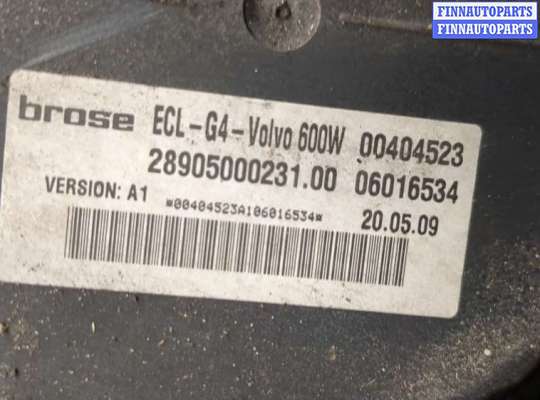 FINNAUTOPARTS
FINNAUTOPARTS
brose ECL-G4-Volvo 600W 00404523
28905000231.00 06016534
VERSION: A1 *00404523A106016534* 20.05.09